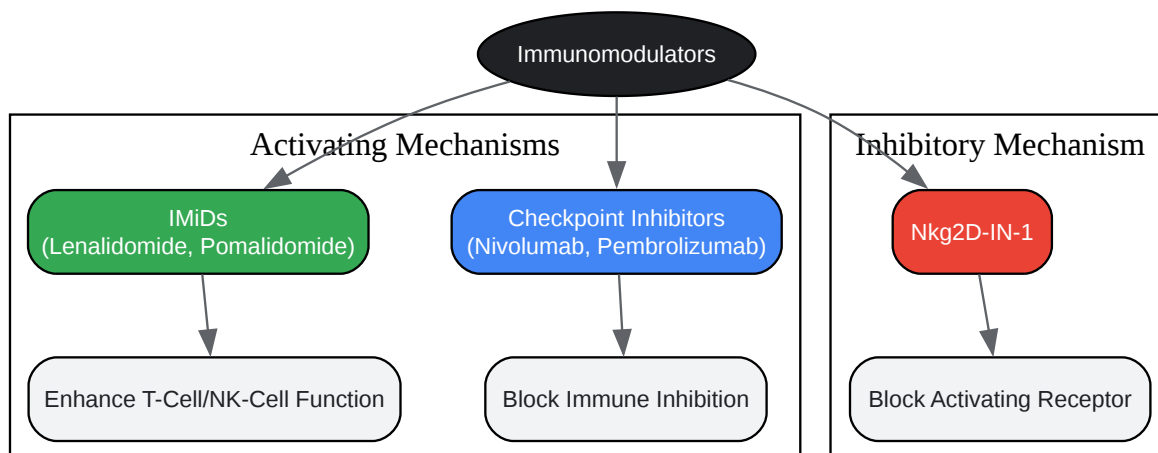 Immunomodulators
Activating Mechanisms
Inhibitory Mechanism
IMiDs
(Lenalidomide, Pomalidomide)
Checkpoint Inhibitors
(Nivolumab, Pembrolizumab)
Nkg2D-IN-1
Enhance T-Cell/NK-Cell Function
Block Immune Inhibition
Block Activating Receptor